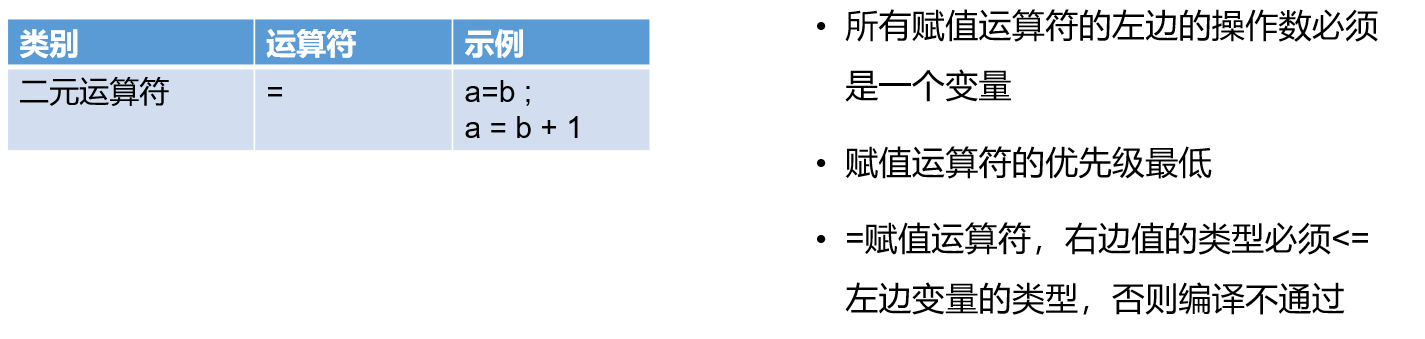 类别 运算符 示例
二元运算符 = a=b ;
a = b + 1
• 所有赋值运算符的左边的操作数必须
是一个变量
• 赋值运算符的优先级最低
• =赋值运算符，右边值的类型必须<=
左边变量的类型，否则编译不通过